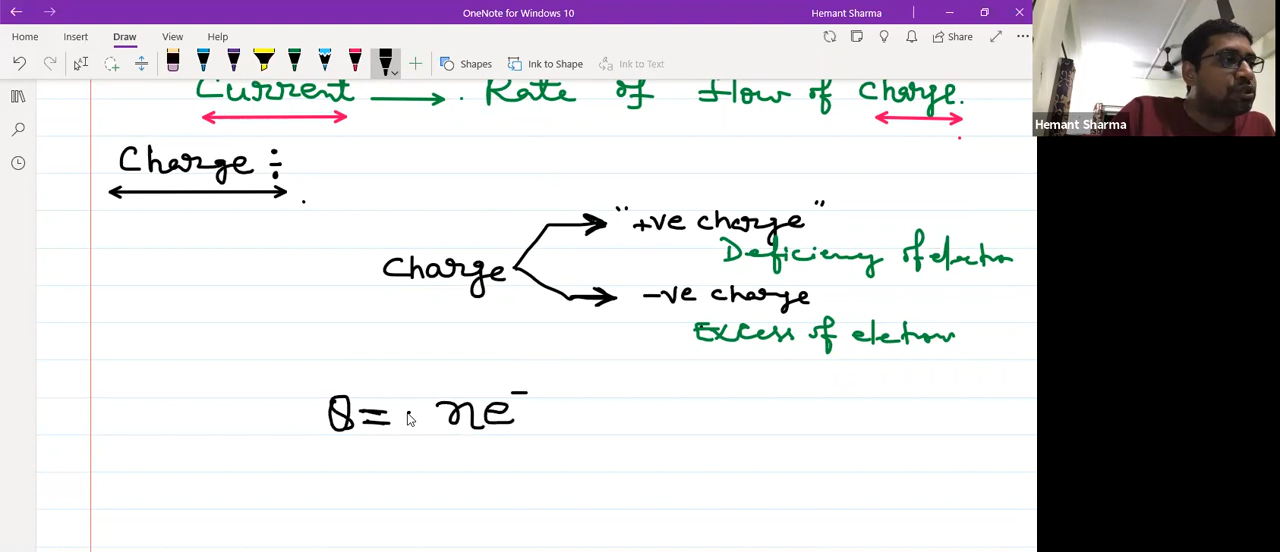 OneNote for Windows 10
Hemant Sharma
Home Insert Draw View Help
Share
Shapes Ink to Shape Ink to Text
Current → . Rate of flow of charge.
Hemant Sharma
Charge ÷
"+ve charge"
Deficiency of electron
Charge
-ve charge
Excess of eletrons
Q = . ne⁻